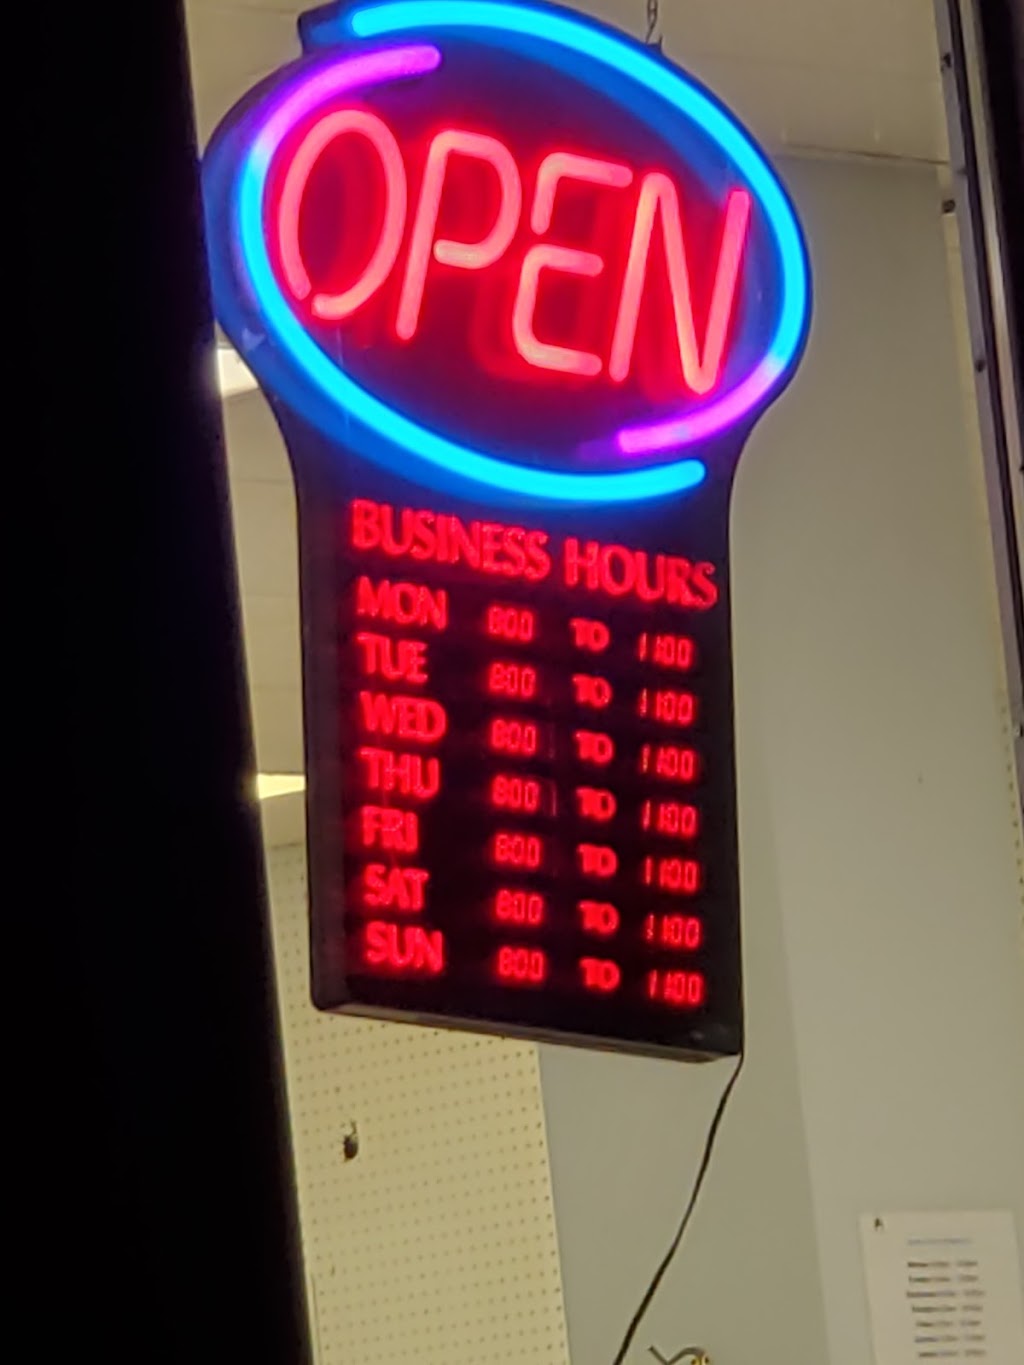 OPEN
BUSINESS HOURS
MON 800 TO 1100
TUE 800 TO 1100
WED 800 TO 1100
THU 800 TO 1100
FRI 800 TO 1100
SAT 800 TO 1100
SUN 800 TO 1100